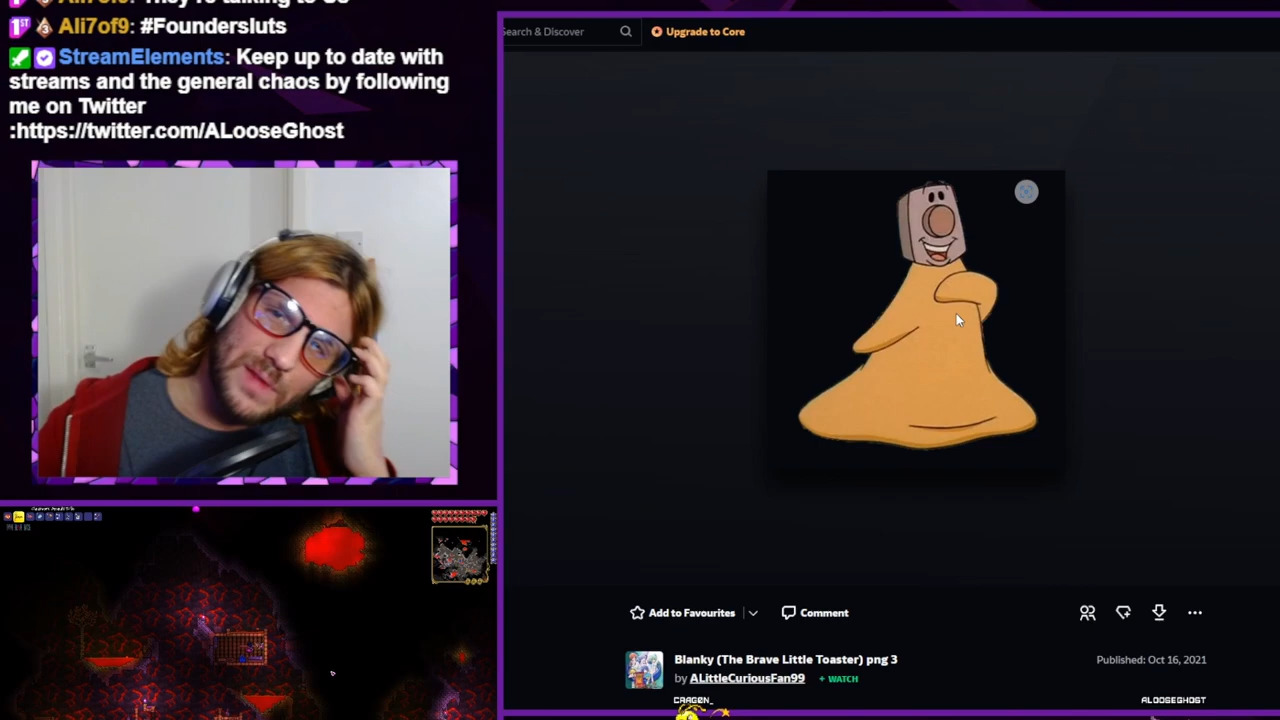 Ali7of9: #Foundersluts
StreamElements: Keep up to date with
streams and the general chaos by following
me on Twitter
:https://twitter.com/ALooseGhost
Search & Discover
Upgrade to Core
Add to Favourites
Comment
Blanky (The Brave Little Toaster) png 3
by ALittleCuriousFan99 + WATCH
Published: Oct 16, 2021
CRAGON_
ALOOSEGHOST